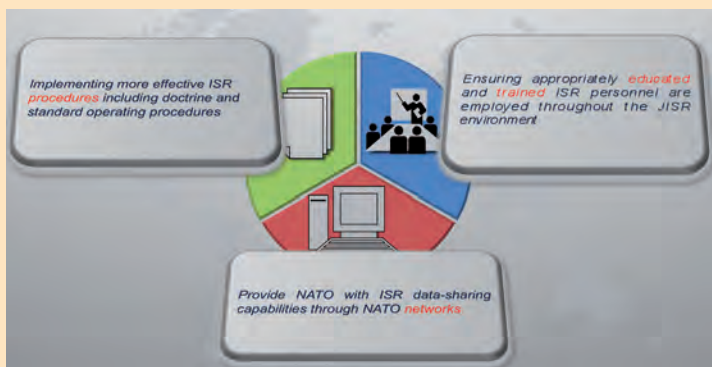 Implementing more effective ISR
procedures including doctrine and
standard operating procedures
Ensuring appropriately educated
and trained ISR personnel are
employed throughout the JISR
environment
Provide NATO with ISR data-sharing
capabilities through NATO networks